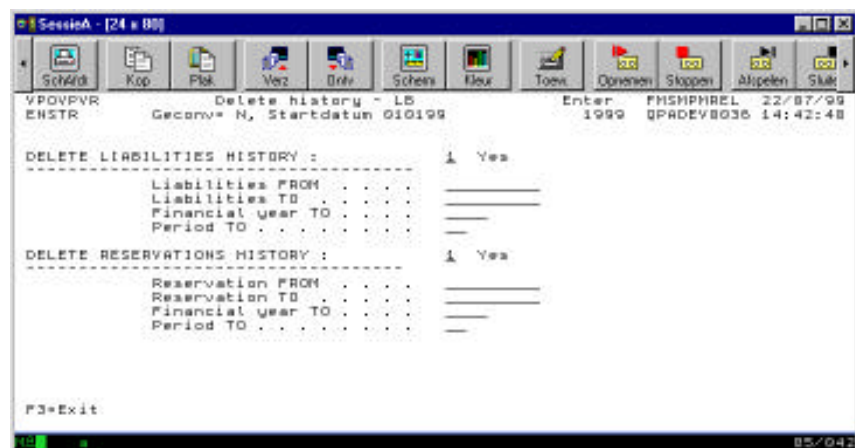 SessieA - [24 x 80]
SchAfdr Kop Plak Verz Ontv Scherm Kleur Toew. Opnemen Stoppen Afspelen Sluite
VPOVPVR Delete history - LB Enter FMSMPMREL 22/07/99
ENSTR Geconv= N, Startdatum 010199 1999 QPADEV0036 14:42:48
DELETE LIABILITIES HISTORY : 1 Yes
Liabilities FROM . . . .
Liabilities TO . . . . .
Financial year TO . . . .
Period TO . . . . . . . .
DELETE RESERVATIONS HISTORY : 1 Yes
Reservation FROM . . . .
Reservation TO . . . . .
Financial year TO . . . .
Period TO . . . . . . . .
F3=Exit
MA a 05/042